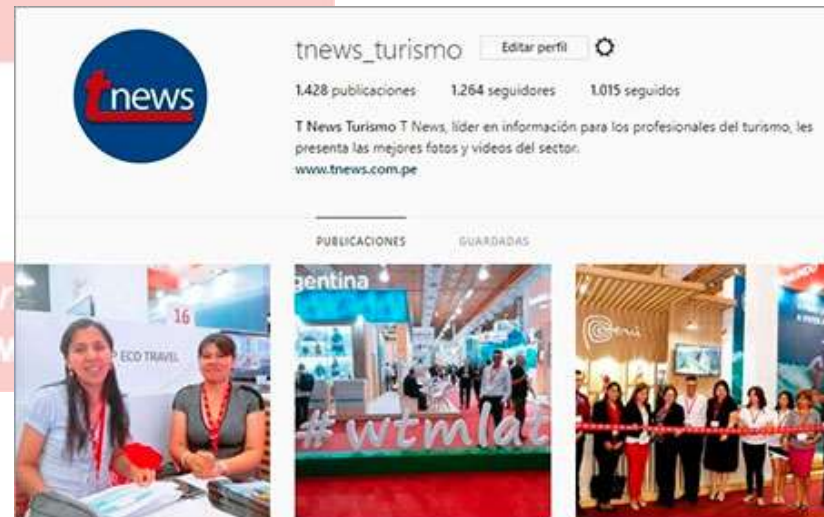 tnews
tnews_turismo
Editar perfil
1.428 publicaciones 1.264 seguidores 1.015 seguidos
T News Turismo T News, líder en información para los profesionales del turismo, les
presenta las mejores fotos y videos del sector.
www.tnews.com.pe
PUBLICACIONES GUARDADAS
16
P ECO TRAVEL
gentina
#wtmlat
Perú